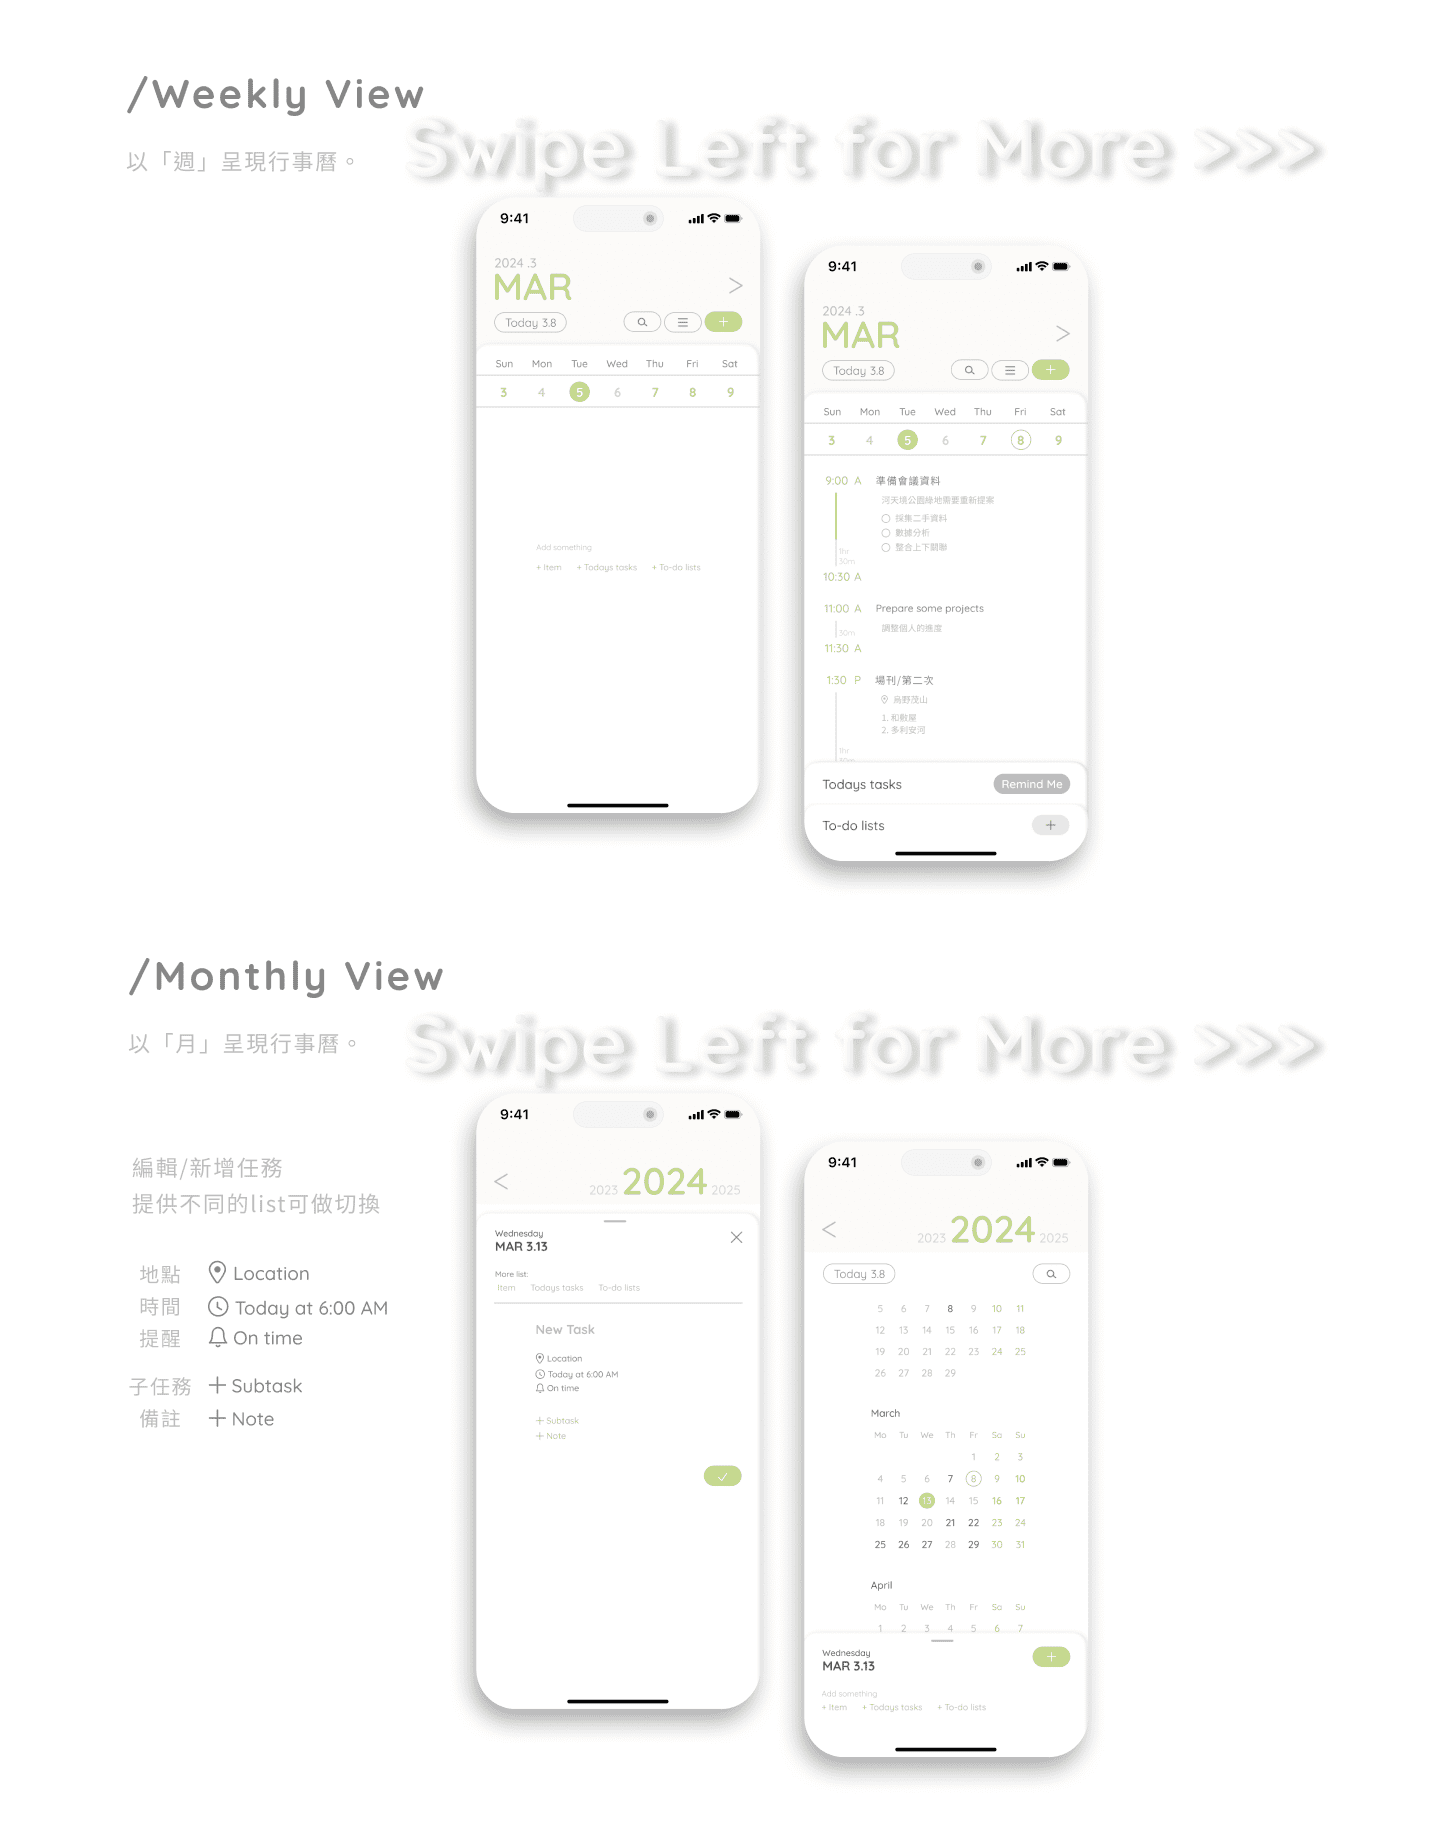 /Weekly View
以「週」呈現行事曆。
Swipe Left for More >>>
9:41
2024 .3
MAR
>
Today 3.8
Sun Mon Tue Wed Thu Fri Sat
3 4 5 6 7 8 9
Add something
+ Item + Todays tasks + To-do lists
9:41
2024 .3
MAR
>
Today 3.8
Sun Mon Tue Wed Thu Fri Sat
3 4 5 6 7 8 9
9:00 A 準備會議資料
河天境公園綠地需要重新提案
採集二手資料
數據分析
整合上下關聯
1hr
30m
10:30 A
11:00 A Prepare some projects
30m 調整個人的進度
11:30 A
1:30 P 場刊/第二次
烏野茂山
1. 和敷屋
2. 多利安河
1hr
30m
Todays tasks Remind Me
To-do lists +
/Monthly View
以「月」呈現行事曆。
Swipe Left for More >>>
編輯/新增任務
提供不同的list可做切換
地點 Location
時間 Today at 6:00 AM
提醒 On time
子任務 + Subtask
備註 + Note
9:41
< 2023 2024 2025
Wednesday
MAR 3.13
More list:
Item Todays tasks To-do lists
New Task
Location
Today at 6:00 AM
On time
+ Subtask
+ Note
9:41
< 2023 2024 2025
Today 3.8
5 6 7 8 9 10 11
12 13 14 15 16 17 18
19 20 21 22 23 24 25
26 27 28 29
March
Mo Tu We Th Fr Sa Su
1 2 3
4 5 6 7 8 9 10
11 12 13 14 15 16 17
18 19 20 21 22 23 24
25 26 27 28 29 30 31
April
Mo Tu We Th Fr Sa Su
1 2 3 4 5 6 7
Wednesday
MAR 3.13
Add something
+ Item + Todays tasks + To-do lists